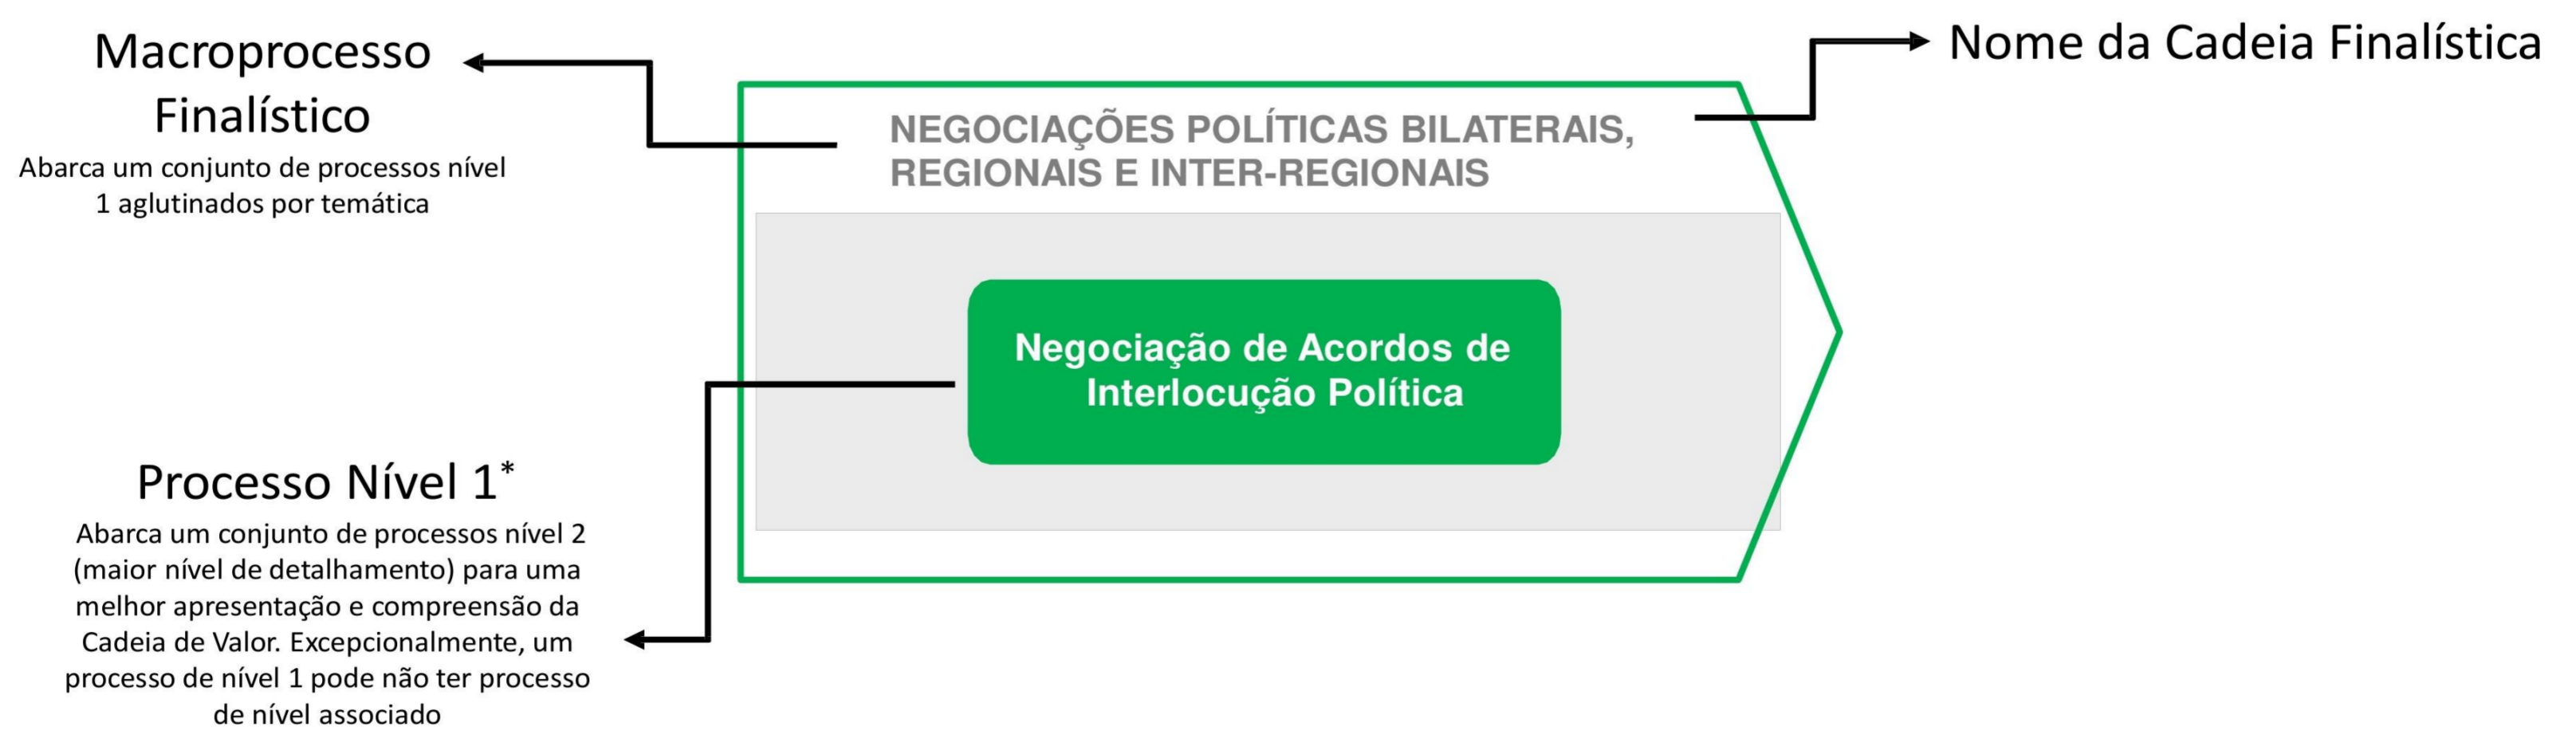 Macroprocesso
Finalístico
Abarca um conjunto de processos nível
1 aglutinados por temática
Nome da Cadeia Finalística
NEGOCIAÇÕES POLÍTICAS BILATERAIS,
REGIONAIS E INTER-REGIONAIS
Negociação de Acordos de
Interlocução Política
Processo Nível 1*
Abarca um conjunto de processos nível 2
(maior nível de detalhamento) para uma
melhor apresentação e compreensão da
Cadeia de Valor. Excepcionalmente, um
processo de nível 1 pode não ter processo
de nível associado